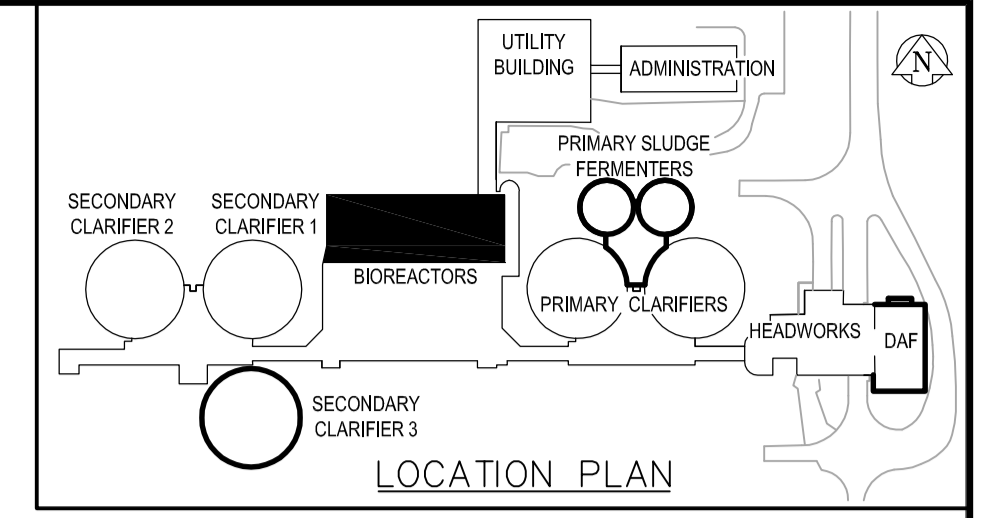 UTILITY
BUILDING
ADMINISTRATION
N
PRIMARY SLUDGE
FERMENTERS
SECONDARY
CLARIFIER 2
SECONDARY
CLARIFIER 1
BIOREACTORS
PRIMARY CLARIFIERS
HEADWORKS
DAF
SECONDARY
CLARIFIER 3
LOCATION PLAN